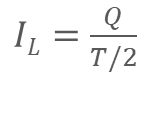 I_L = Q / (T/2)